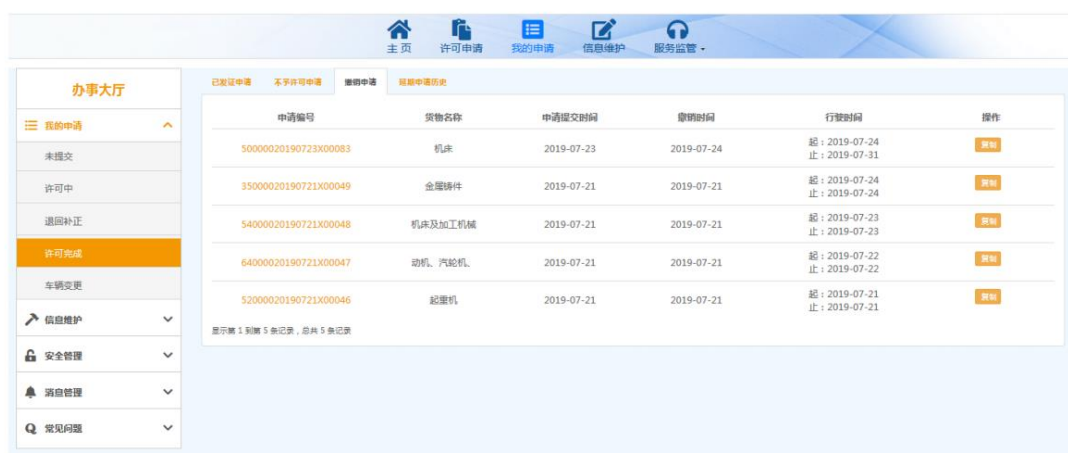 主页 许可申请 我的申请 信息维护 服务监管
办事大厅
我的申请
未提交
许可中
退回补正
许可完成
车辆变更
信息维护
安全管理
消息管理
常见问题
已发证申请 不予许可申请 撤销申请 延期申请历史
申请编号 货物名称 申请提交时间 撤销时间 行驶时间 操作
50000020190723X00083 机床 2019-07-23 2019-07-24 起：2019-07-24 复制
止：2019-07-31
35000020190721X00049 金属铸件 2019-07-21 2019-07-21 起：2019-07-24 复制
止：2019-07-24
54000020190721X00048 机床及加工机械 2019-07-21 2019-07-21 起：2019-07-23 复制
止：2019-07-23
64000020190721X00047 动机、汽轮机、 2019-07-21 2019-07-21 起：2019-07-22 复制
止：2019-07-22
52000020190721X00046 起重机 2019-07-21 2019-07-21 起：2019-07-21 复制
止：2019-07-21
显示第 1 到第 5 条记录，总共 5 条记录